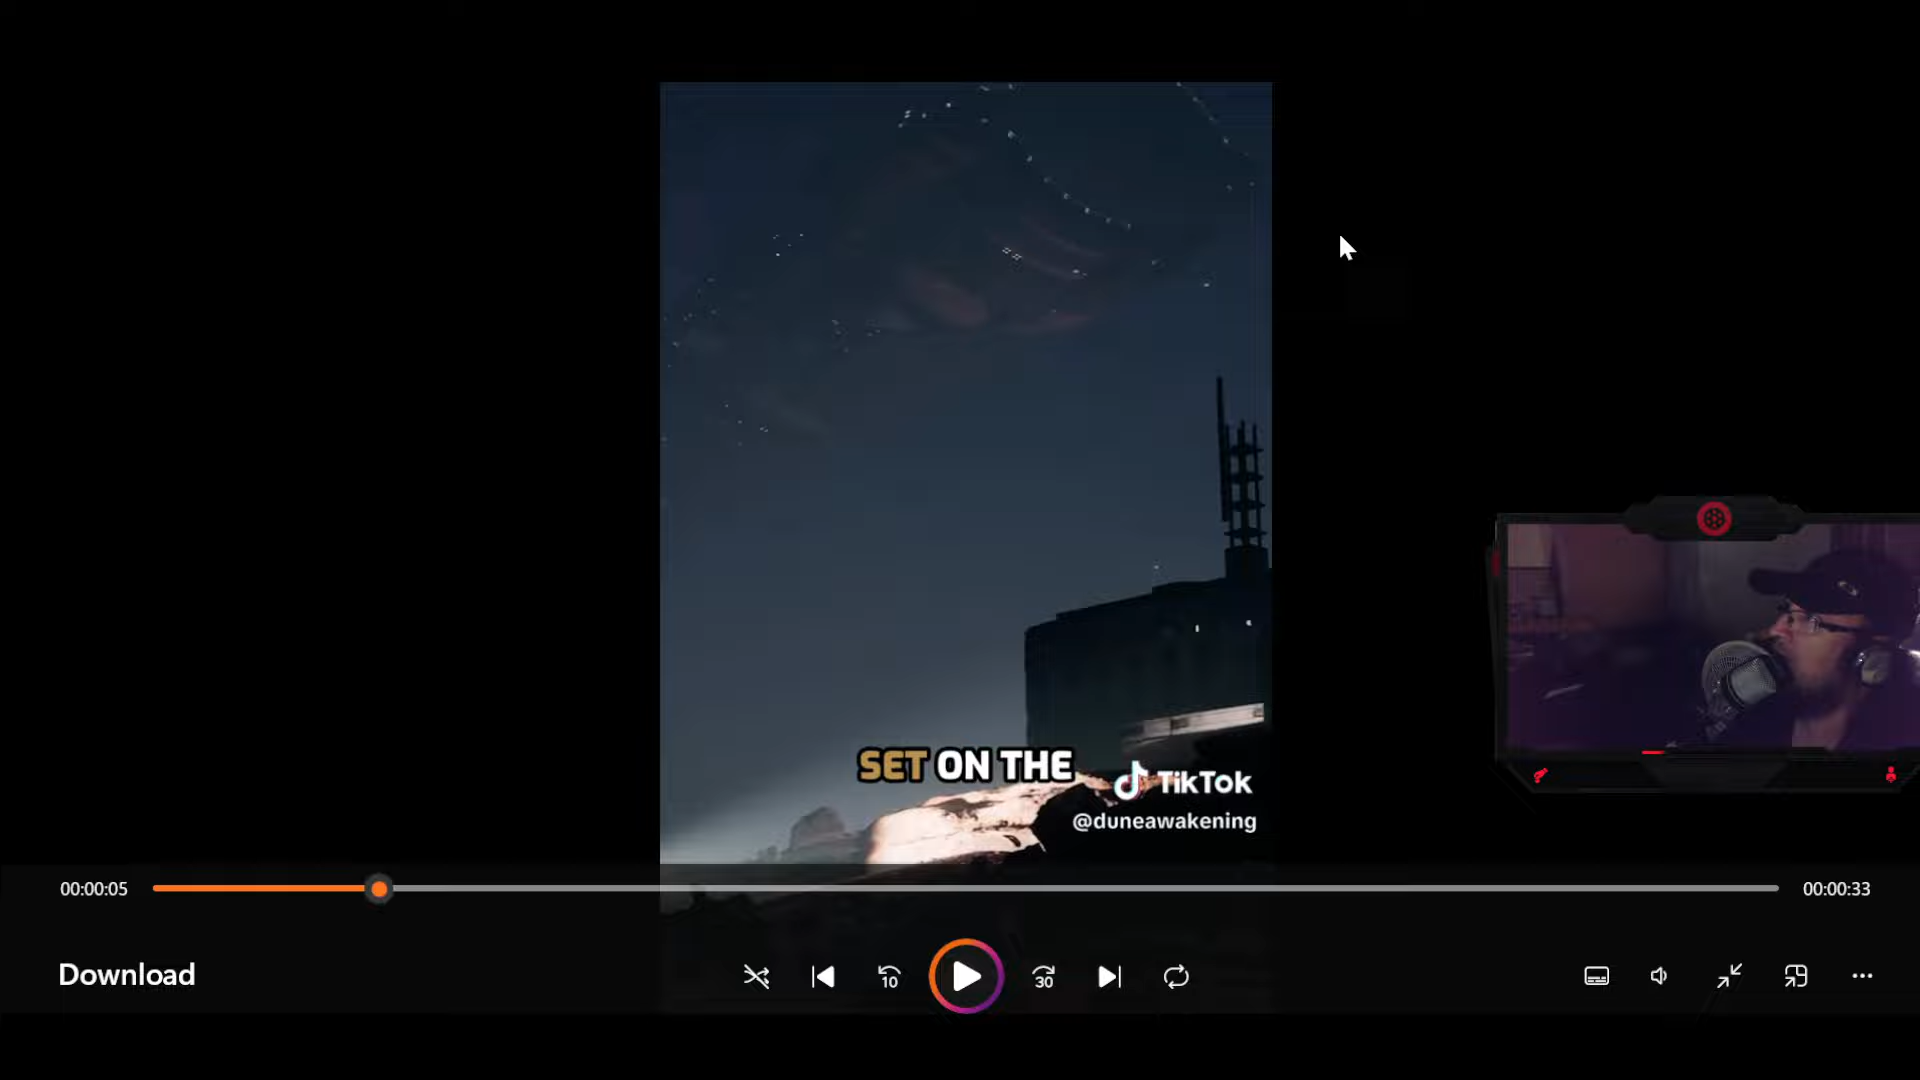 SET ON THE
TikTok
@duneawakening
00:00:05
00:00:33
Download
10
30